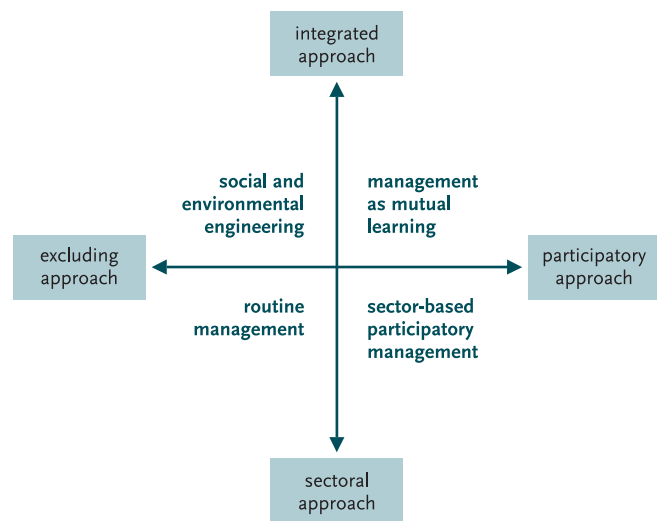 integrated
approach
social and
environmental
engineering
management
as mutual
learning
excluding
approach
participatory
approach
routine
management
sector-based
participatory
management
sectoral
approach